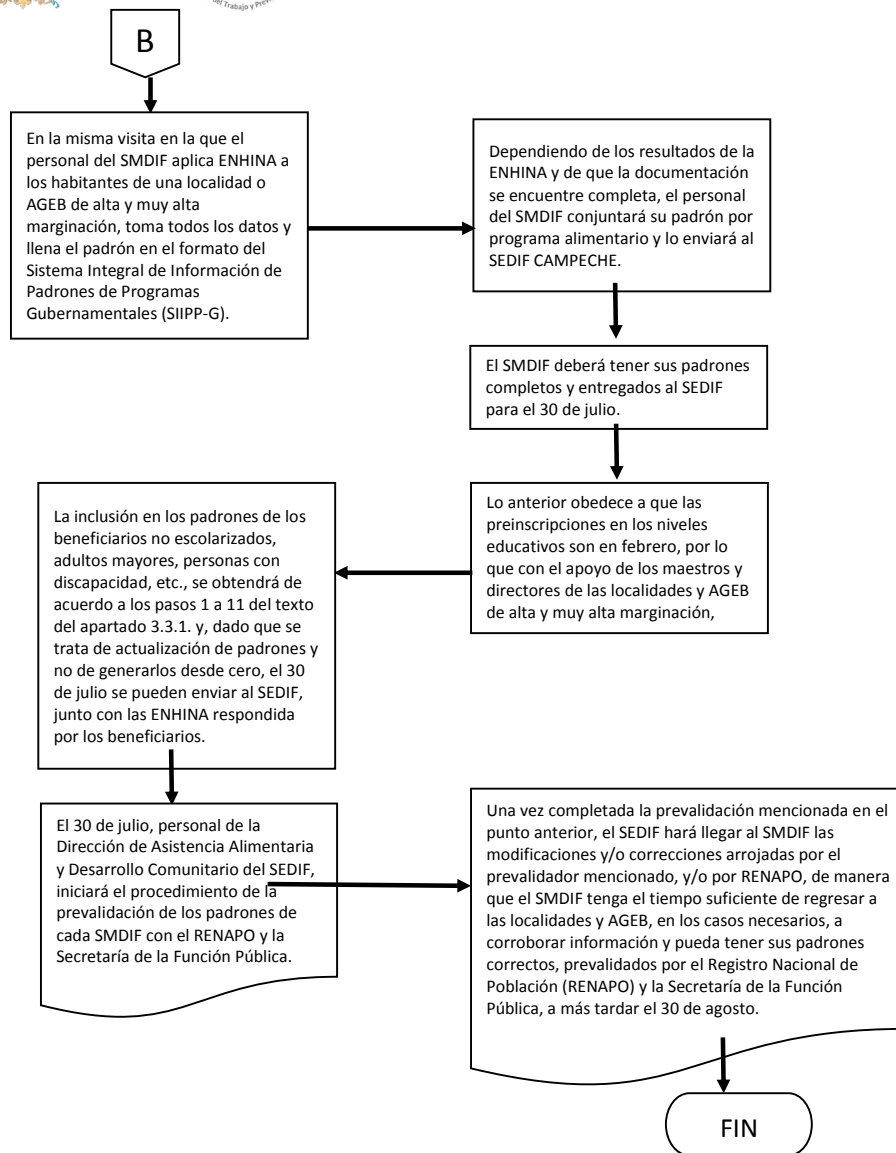 del Trabajo y Prev
B
En la misma visita en la que el
personal del SMDIF aplica ENHINA a
los habitantes de una localidad o
AGEB de alta y muy alta
marginación, toma todos los datos y
llena el padrón en el formato del
Sistema Integral de Información de
Padrones de Programas
Gubernamentales (SIIPP-G).
Dependiendo de los resultados de la
ENHINA y de que la documentación
se encuentre completa, el personal
del SMDIF conjuntará su padrón por
programa alimentario y lo enviará al
SEDIF CAMPECHE.
El SMDIF deberá tener sus padrones
completos y entregados al SEDIF
para el 30 de julio.
Lo anterior obedece a que las
preinscripciones en los niveles
educativos son en febrero, por lo
que con el apoyo de los maestros y
directores de las localidades y AGEB
de alta y muy alta marginación,
La inclusión en los padrones de los
beneficiarios no escolarizados,
adultos mayores, personas con
discapacidad, etc., se obtendrá de
acuerdo a los pasos 1 a 11 del texto
del apartado 3.3.1. y, dado que se
trata de actualización de padrones y
no de generarlos desde cero, el 30
de julio se pueden enviar al SEDIF,
junto con las ENHINA respondida
por los beneficiarios.
El 30 de julio, personal de la
Dirección de Asistencia Alimentaria
y Desarrollo Comunitario del SEDIF,
iniciará el procedimiento de la
prevalidación de los padrones de
cada SMDIF con el RENAPO y la
Secretaría de la Función Pública.
Una vez completada la prevalidación mencionada en el
punto anterior, el SEDIF hará llegar al SMDIF las
modificaciones y/o correcciones arrojadas por el
prevalidador mencionado, y/o por RENAPO, de manera
que el SMDIF tenga el tiempo suficiente de regresar a
las localidades y AGEB, en los casos necesarios, a
corroborar información y pueda tener sus padrones
correctos, prevalidados por el Registro Nacional de
Población (RENAPO) y la Secretaría de la Función
Pública, a más tardar el 30 de agosto.
FIN